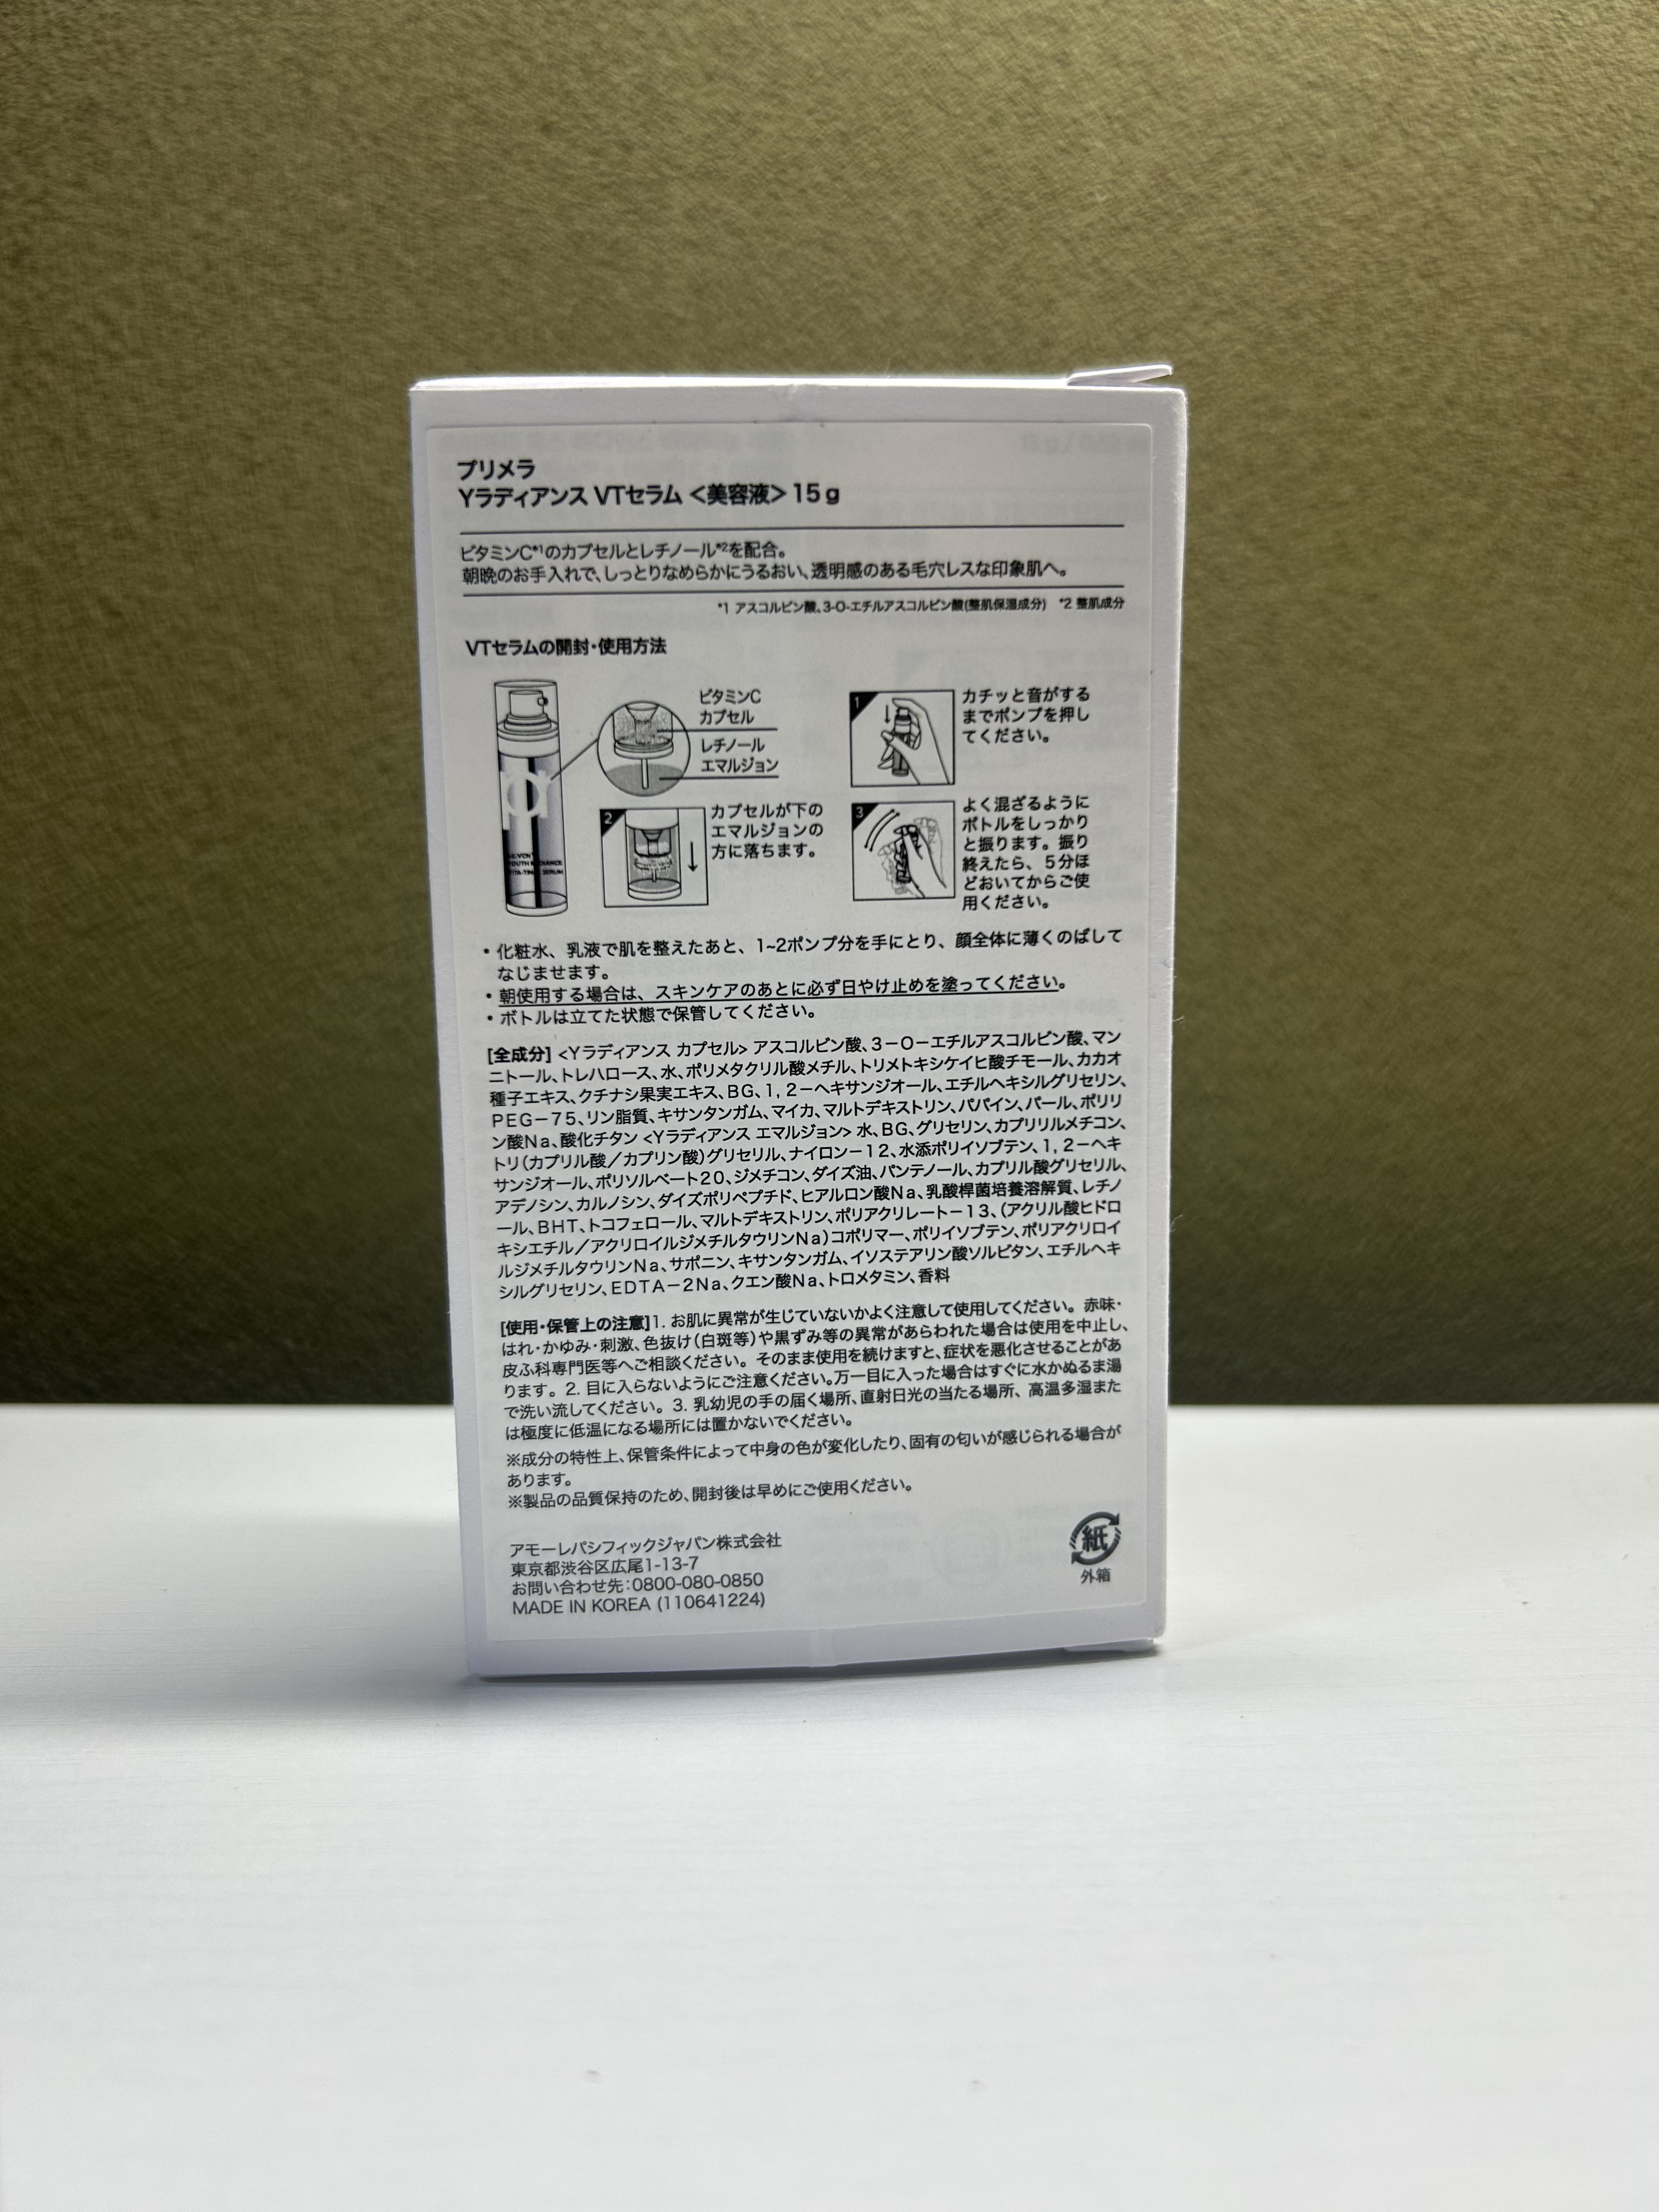 プリメラ
Yラディアンス VTセラム <美容液> 15g
ビタミンC*1のカプセルとレチノール*2を配合。
朝晩のお手入れで、しっとりなめらかにうるおい、透明感のある毛穴レスな印象肌へ。
*1 アスコルビン酸、3-O-エチルアスコルビン酸(整肌保湿成分) *2 整肌成分
VTセラムの開封・使用方法
ビタミンC
カプセル
レチノール
エマルジョン
1
カチッと音がする
までポンプを押し
てください。
2
カプセルが下の
エマルジョンの
方に落ちます。
3
よく混ざるように
ボトルをしっかり
と振ります。振り
終えたら、5分ほ
どおいてからご使
用ください。
・化粧水、乳液で肌を整えたあと、1~2ポンプ分を手にとり、顔全体に薄くのばして
なじませます。
・朝使用する場合は、スキンケアのあとに必ず日やけ止めを塗ってください。
・ボトルは立てた状態で保管してください。
[全成分] <Yラディアンス カプセル> アスコルビン酸、3－O－エチルアスコルビン酸、マン
ニトール、トレハロース、水、ポリメタクリル酸メチル、トリメトキシケイヒ酸チモール、カカオ
種子エキス、クチナシ果実エキス、BG、1, 2－ヘキサンジオール、エチルヘキシルグリセリン、
PEG－75、リン脂質、キサンタンガム、マイカ、マルトデキストリン、パパイン、パール、ポリリ
ン酸Na、酸化チタン <Yラディアンス エマルジョン> 水、BG、グリセリン、カプリリルメチコン、
トリ(カプリル酸／カプリン酸)グリセリル、ナイロン－12、水添ポリイソブテン、1, 2－ヘキ
サンジオール、ポリソルベート20、ジメチコン、ダイズ油、パンテノール、カプリル酸グリセリル、
アデノシン、カルノシン、ダイズポリペプチド、ヒアルロン酸Na、乳酸桿菌培養溶解質、レチノ
ール、BHT、トコフェロール、マルトデキストリン、ポリアクリレート－13、(アクリル酸ヒドロ
キシエチル／アクリロイルジメチルタウリンNa)コポリマー、ポリイソブテン、ポリアクリロイ
ルジメチルタウリンNa、サポニン、キサンタンガム、イソステアリン酸ソルビタン、エチルヘキ
シルグリセリン、EDTA－2Na、クエン酸Na、トロメタミン、香料
[使用・保管上の注意]1. お肌に異常が生じていないかよく注意して使用してください。赤味・
はれ・かゆみ・刺激、色抜け(白斑等)や黒ずみ等の異常があらわれた場合は使用を中止し、
皮ふ科専門医等へご相談ください。そのまま使用を続けますと、症状を悪化させることがあ
ります。2. 目に入らないようにご注意ください。万一目に入った場合はすぐに水かぬるま湯
で洗い流してください。3. 乳幼児の手の届く場所、直射日光の当たる場所、高温多湿また
は極度に低温になる場所には置かないでください。
※成分の特性上、保管条件によって中身の色が変化したり、固有の匂いが感じられる場合が
あります。
※製品の品質保持のため、開封後は早めにご使用ください。
アモーレパシフィックジャパン株式会社
東京都渋谷区広尾1-13-7
お問い合わせ先:0800-080-0850
MADE IN KOREA (110641224)
紙
外箱